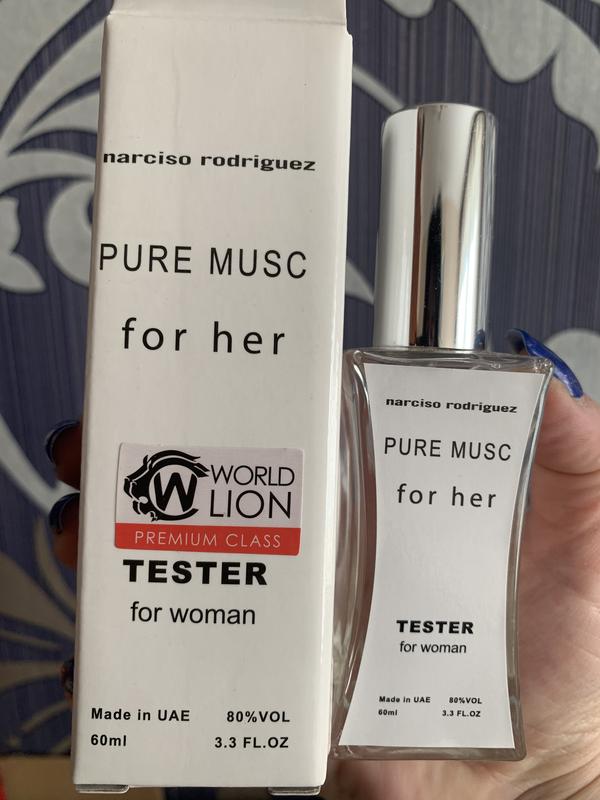 narciso rodriguez
PURE MUSC
for her
W
WORLD
LION
PREMIUM CLASS
TESTER
for woman
Made in UAE 80%VOL
60ml 3.3 FL.OZ
narciso rodriguez
PURE MUSC
for her
TESTER
for woman
Made in UAE 80%VOL
60ml 3.3 FL.OZ